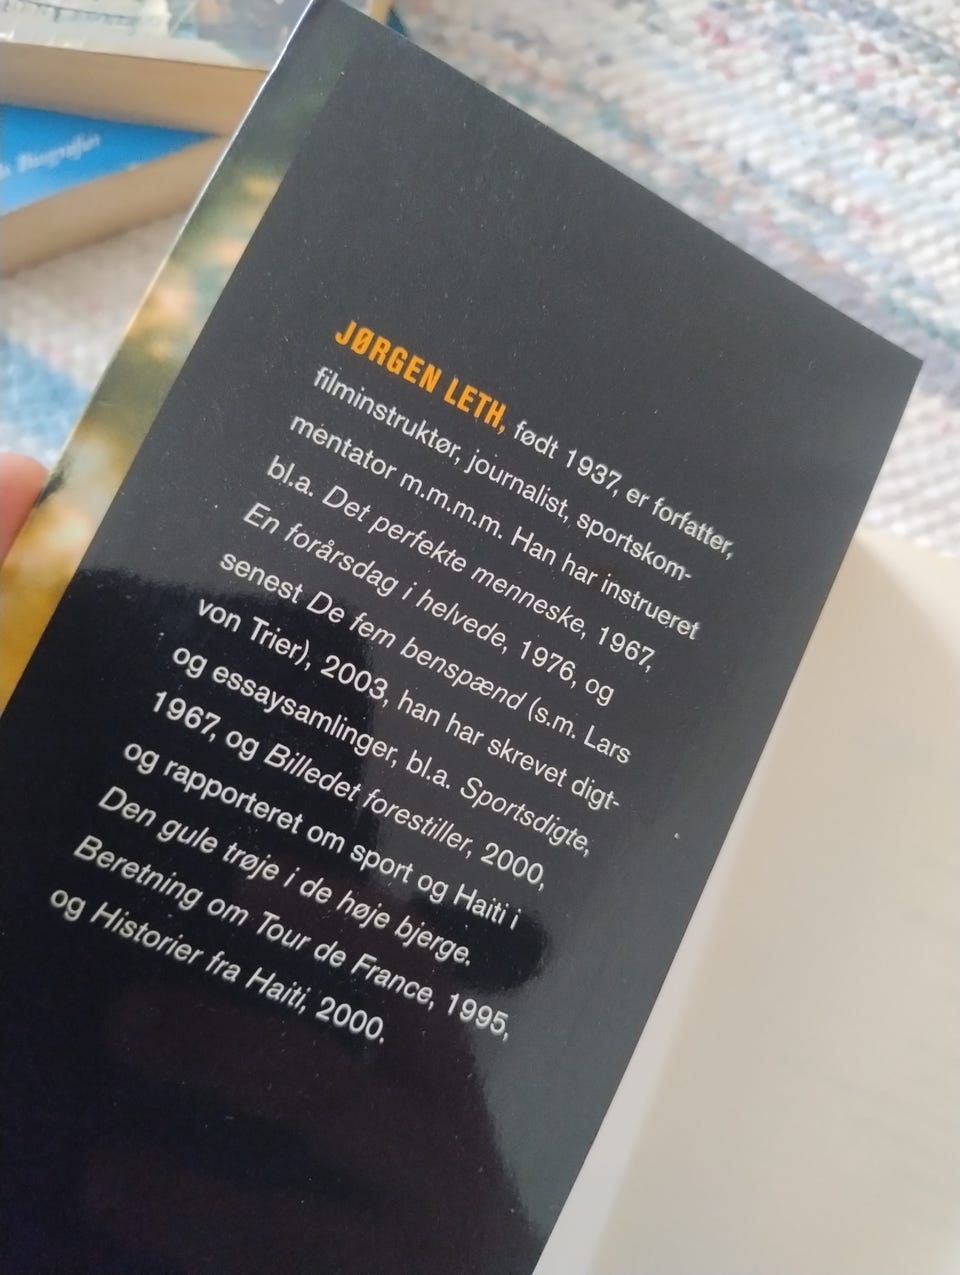 Biografier
JØRGEN LETH, født 1937, er forfatter,
filminstruktør, journalist, sportskom-
mentator m.m.m.m. Han har instrueret
bl.a. Det perfekte menneske, 1967,
En forårsdag i helvede, 1976, og
senest De fem benspænd (s.m. Lars
von Trier), 2003, han har skrevet digt-
og essaysamlinger, bl.a. Sportsdigte,
1967, og Billedet forestiller, 2000,
og rapporteret om sport og Haiti i
Den gule trøje i de høje bjerge.
Beretning om Tour de France, 1995,
og Historier fra Haiti, 2000.